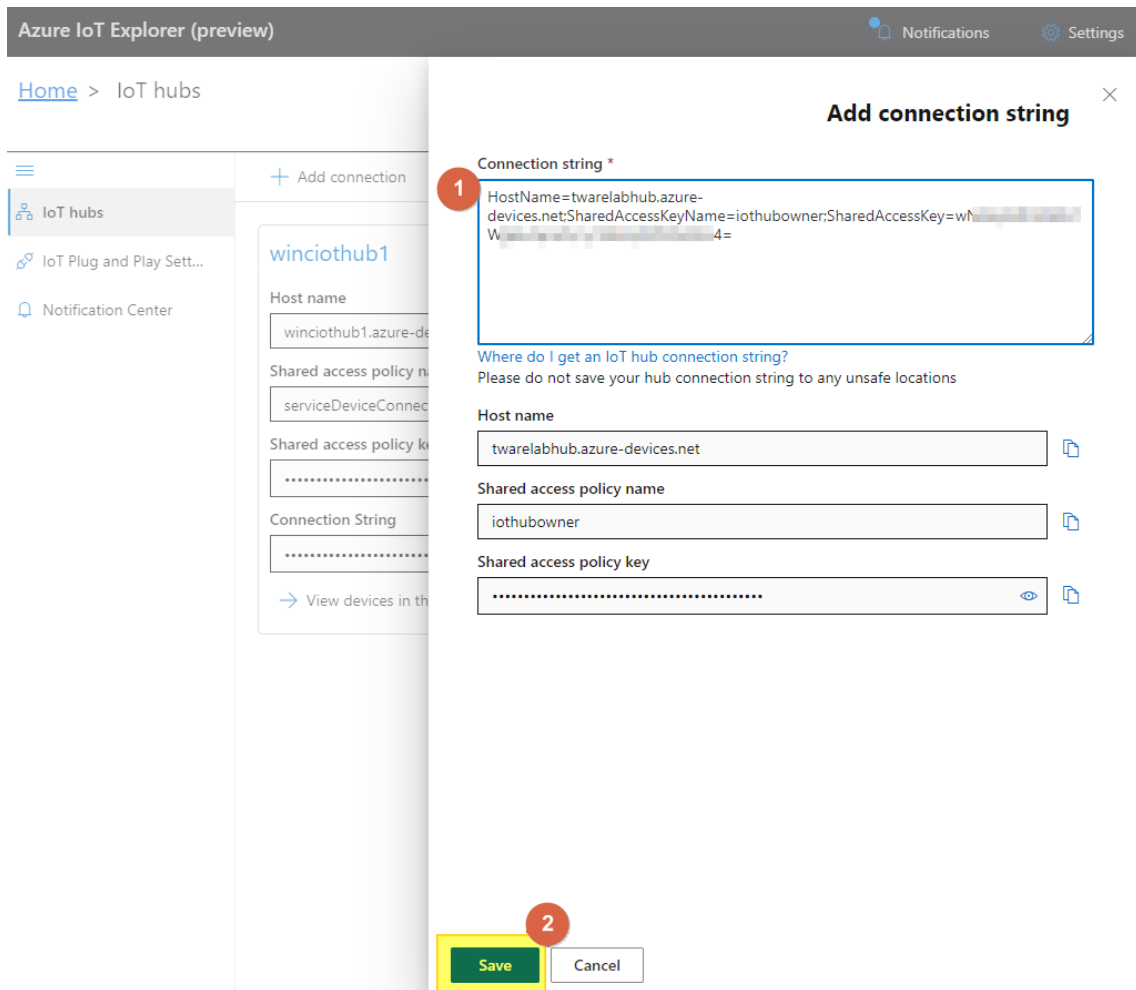 Azure IoT Explorer (preview)
Notifications
Settings
Home > IoT hubs
IoT hubs
IoT Plug and Play Sett...
Notification Center
Add connection
winciothub1
Host name
winciothub1.azure-de
Shared access policy na
serviceDeviceConnec
Shared access policy ke
••••••••••••••••••••••
Connection String
••••••••••••••••••••••
View devices in th
Add connection string
1
Connection string *
HostName=twarelabhub.azure-
devices.net;SharedAccessKeyName=iothubowner;SharedAccessKey=wN
W 4=
Where do I get an IoT hub connection string?
Please do not save your hub connection string to any unsafe locations
Host name
twarelabhub.azure-devices.net
Shared access policy name
iothubowner
Shared access policy key
••••••••••••••••••••••••••••••••••••••••••••
2
Save
Cancel